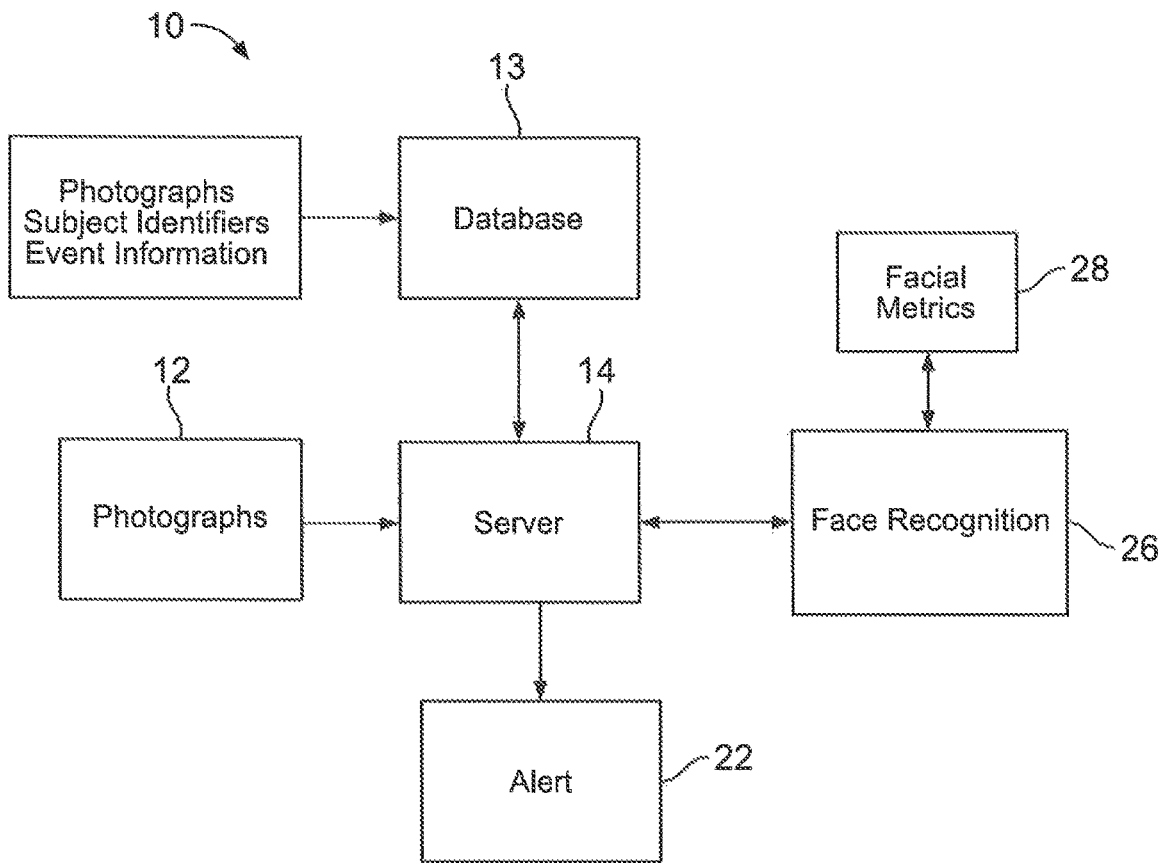 10
13
Photographs
Subject Identifiers
Event Information
Database
Facial
Metrics
28
12
14
Photographs
Server
Face Recognition
26
Alert
22